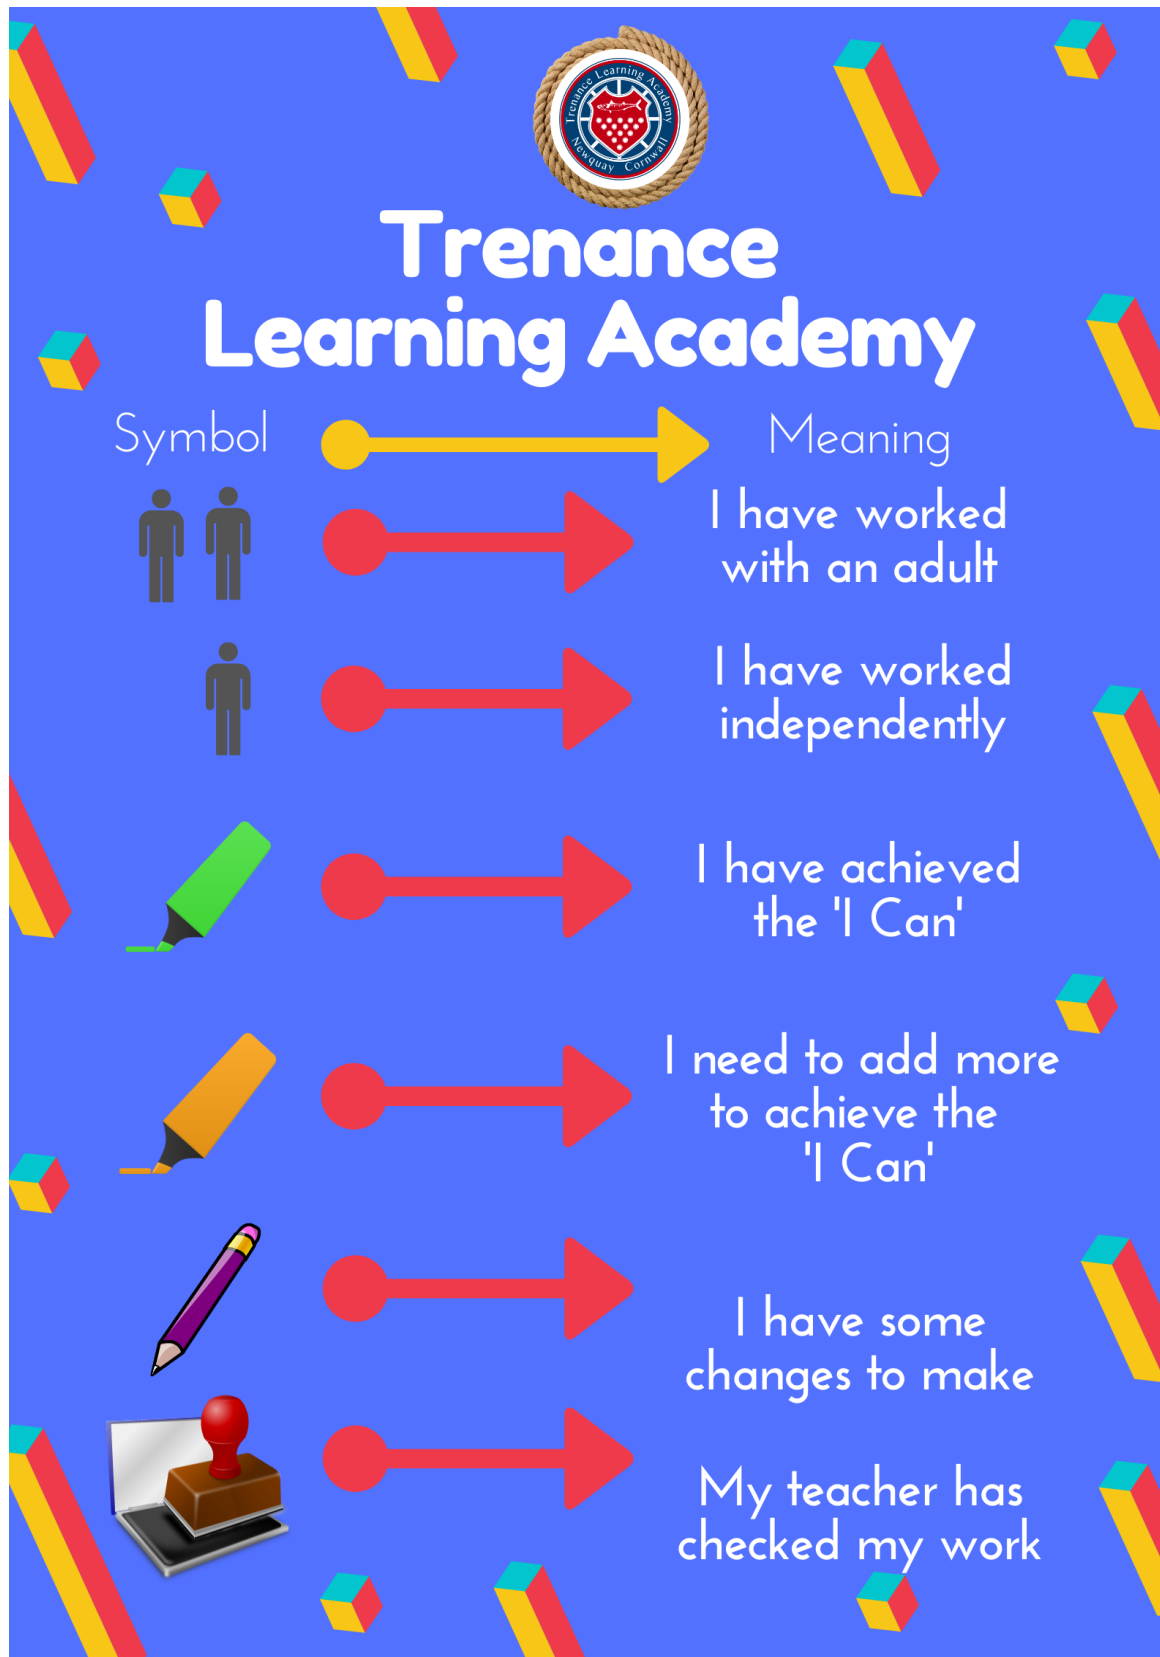 Trenance Learning Academy
Newquay Cornwall
Trenance
Learning Academy
Symbol
Meaning
I have worked
with an adult
I have worked
independently
I have achieved
the 'I Can'
I need to add more
to achieve the
'I Can'
I have some
changes to make
My teacher has
checked my work